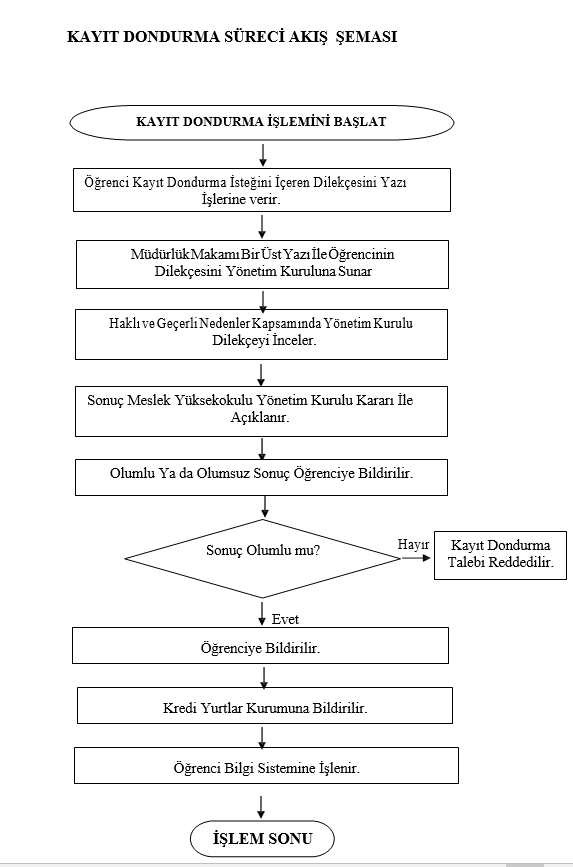 KAYIT DONDURMA SÜRECİ AKIŞ ŞEMASI
KAYIT DONDURMA İŞLEMİNİ BAŞLAT
Öğrenci Kayıt Dondurma İsteğini İçeren Dilekçesini Yazı
İşlerine verir.
Müdürlük Makamı Bir Üst Yazı İle Öğrencinin
Dilekçesini Yönetim Kuruluna Sunar
Haklı ve Geçerli Nedenler Kapsamında Yönetim Kurulu
Dilekçeyi İnceler.
Sonuç Meslek Yüksekokulu Yönetim Kurulu Kararı İle
Açıklanır.
Olumlu Ya da Olumsuz Sonuç Öğrenciye Bildirilir.
Sonuç Olumlu mu?
Hayır
Kayıt Dondurma
Talebi Reddedilir.
Evet
Öğrenciye Bildirilir.
Kredi Yurtlar Kurumuna Bildirilir.
Öğrenci Bilgi Sistemine İşlenir.
İŞLEM SONU